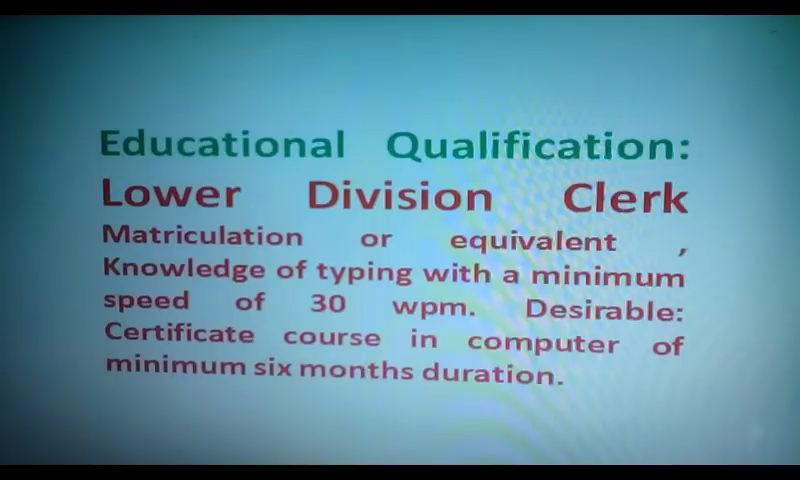 Educational Qualification:
Lower Division Clerk
Matriculation or equivalent ,
Knowledge of typing with a minimum
speed of 30 wpm. Desirable:
Certificate course in computer of
minimum six months duration.